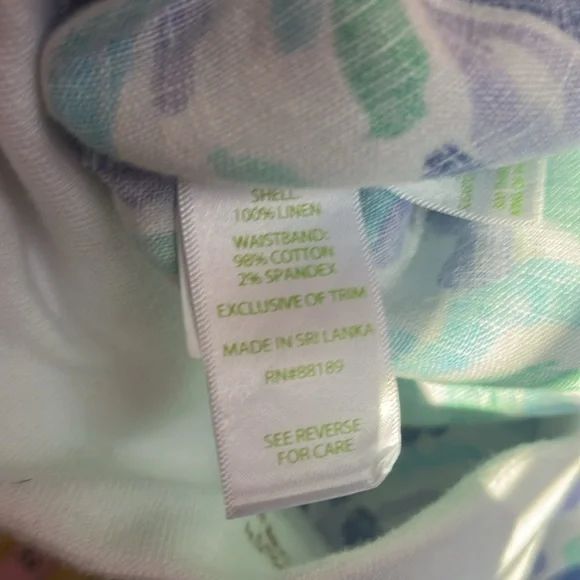 SHELL:
100% LINEN
WAISTBAND:
98% COTTON
2% SPANDEX
EXCLUSIVE OF TRIM
MADE IN SRI LANKA
RN#88189
SEE REVERSE
FOR CARE